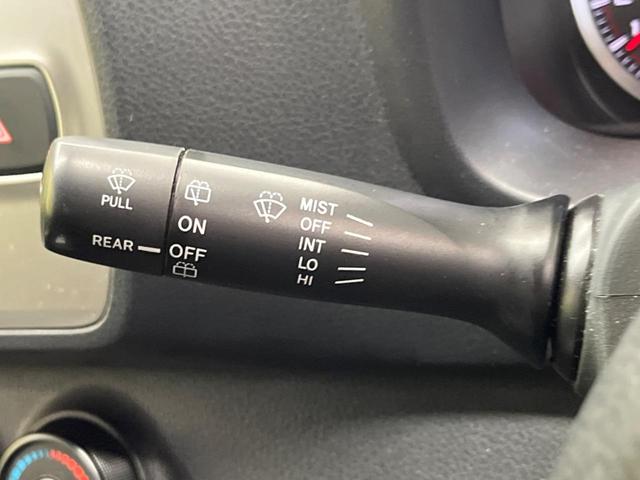 PULL
REAR
ON
OFF
MIST
OFF
INT
LO
HI